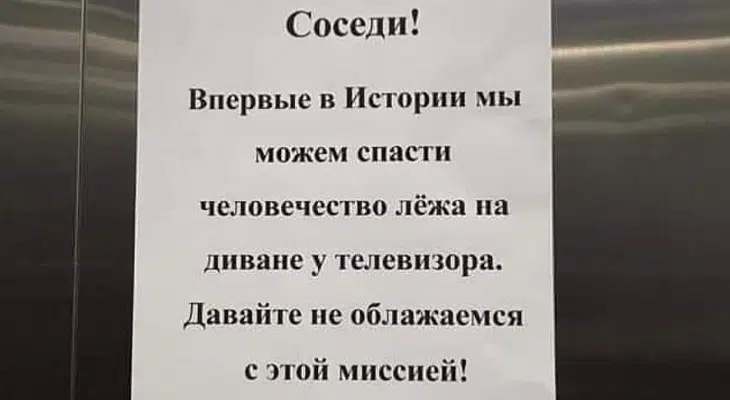 Соседи!
Впервые в Истории мы
можем спасти
человечество лёжа на
диване у телевизора.
Давайте не облажаемся
с этой миссией!